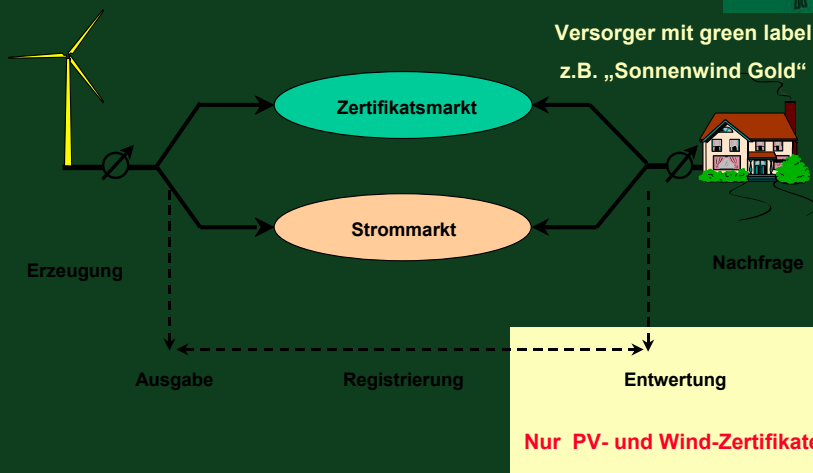 Versorger mit green label
z.B. „Sonnenwind Gold“
Zertifikatsmarkt
Strommarkt
Erzeugung
Nachfrage
Ausgabe
Registrierung
Entwertung
Nur PV- und Wind-Zertifikate